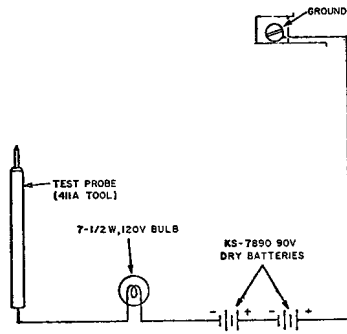 GROUND
TEST PROBE
(411A TOOL)
7-1/2W, 120V BULB
KS-7890 90V
DRY BATTERIES
- + - +